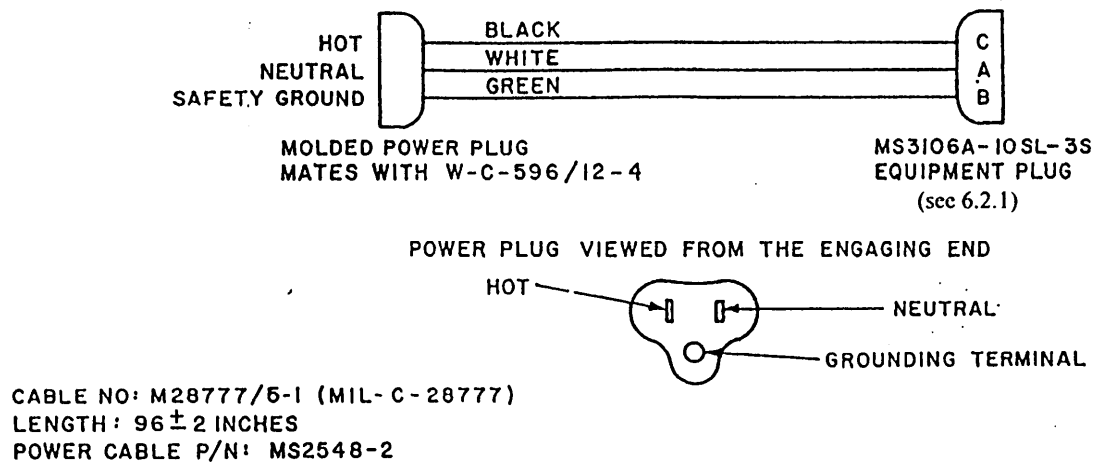 HOT BLACK C
NEUTRAL WHITE A
SAFETY GROUND GREEN B
MOLDED POWER PLUG
MATES WITH W-C-596/12-4
MS3106A-10SL-3S
EQUIPMENT PLUG
(see 6.2.1)
POWER PLUG VIEWED FROM THE ENGAGING END
HOT
NEUTRAL
GROUNDING TERMINAL
CABLE NO: M28777/5-1 (MIL-C-28777)
LENGTH: 96 ± 2 INCHES
POWER CABLE P/N: MS2548-2